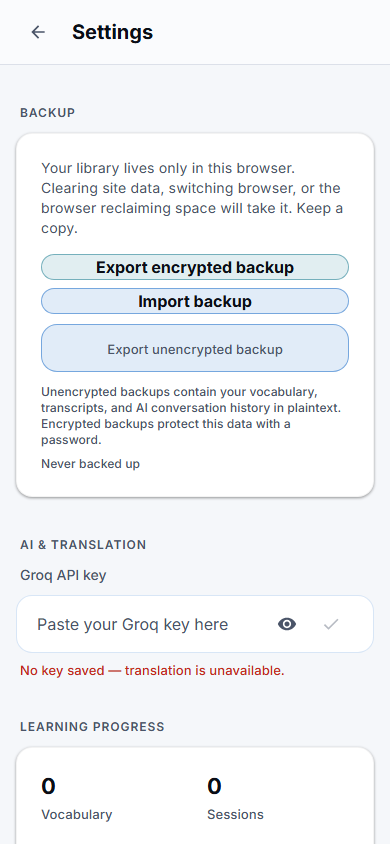 Settings
BACKUP
Your library lives only in this browser.
Clearing site data, switching browser, or the
browser reclaiming space will take it. Keep a
copy.
Export encrypted backup
Import backup
Export unencrypted backup
Unencrypted backups contain your vocabulary,
transcripts, and AI conversation history in plaintext.
Encrypted backups protect this data with a
password.
Never backed up
AI & TRANSLATION
Groq API key
Paste your Groq key here
No key saved — translation is unavailable.
LEARNING PROGRESS
0 0
Vocabulary Sessions